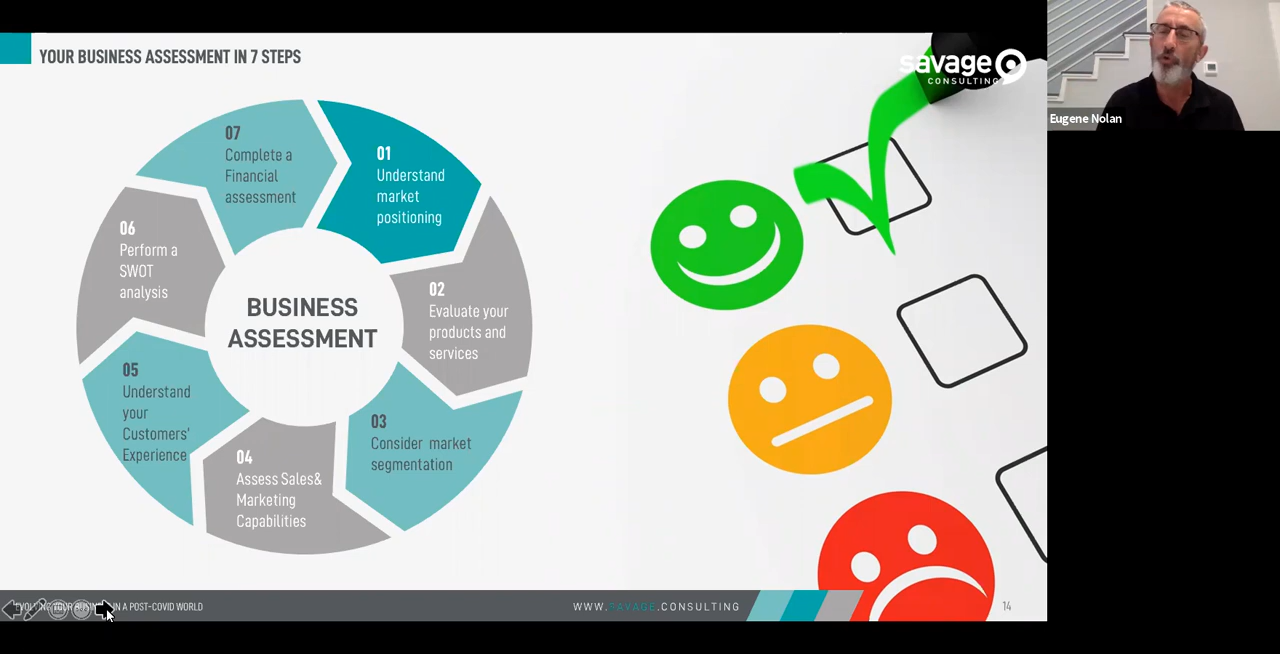 YOUR BUSINESS ASSESSMENT IN 7 STEPS
savage
CONSULTING
Eugene Nolan
07
Complete a
Financial
assessment
01
Understand
market
positioning
06
Perform a
SWOT
analysis
02
Evaluate your
products and
services
BUSINESS
ASSESSMENT
05
Understand
your
Customers'
Experience
03
Consider market
segmentation
04
Assess Sales&
Marketing
Capabilities
YOUR IN A POST-COVID WORLD
WWW.SAVAGE.CONSULTING
14